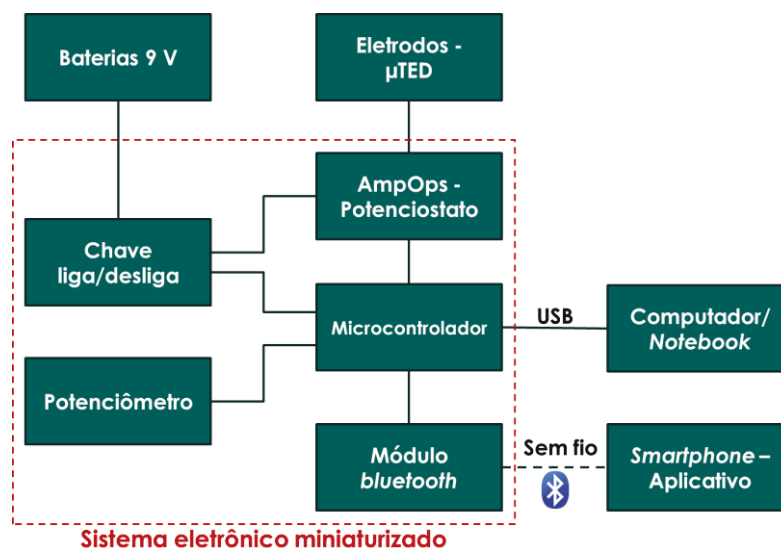 Baterias 9 V
Eletrodos -
µTED
AmpOps -
Potenciostato
Chave
liga/desliga
Microcontrolador
USB
Computador/
Notebook
Potenciômetro
Módulo
bluetooth
Sem fio
Smartphone –
Aplicativo
Sistema eletrônico miniaturizado